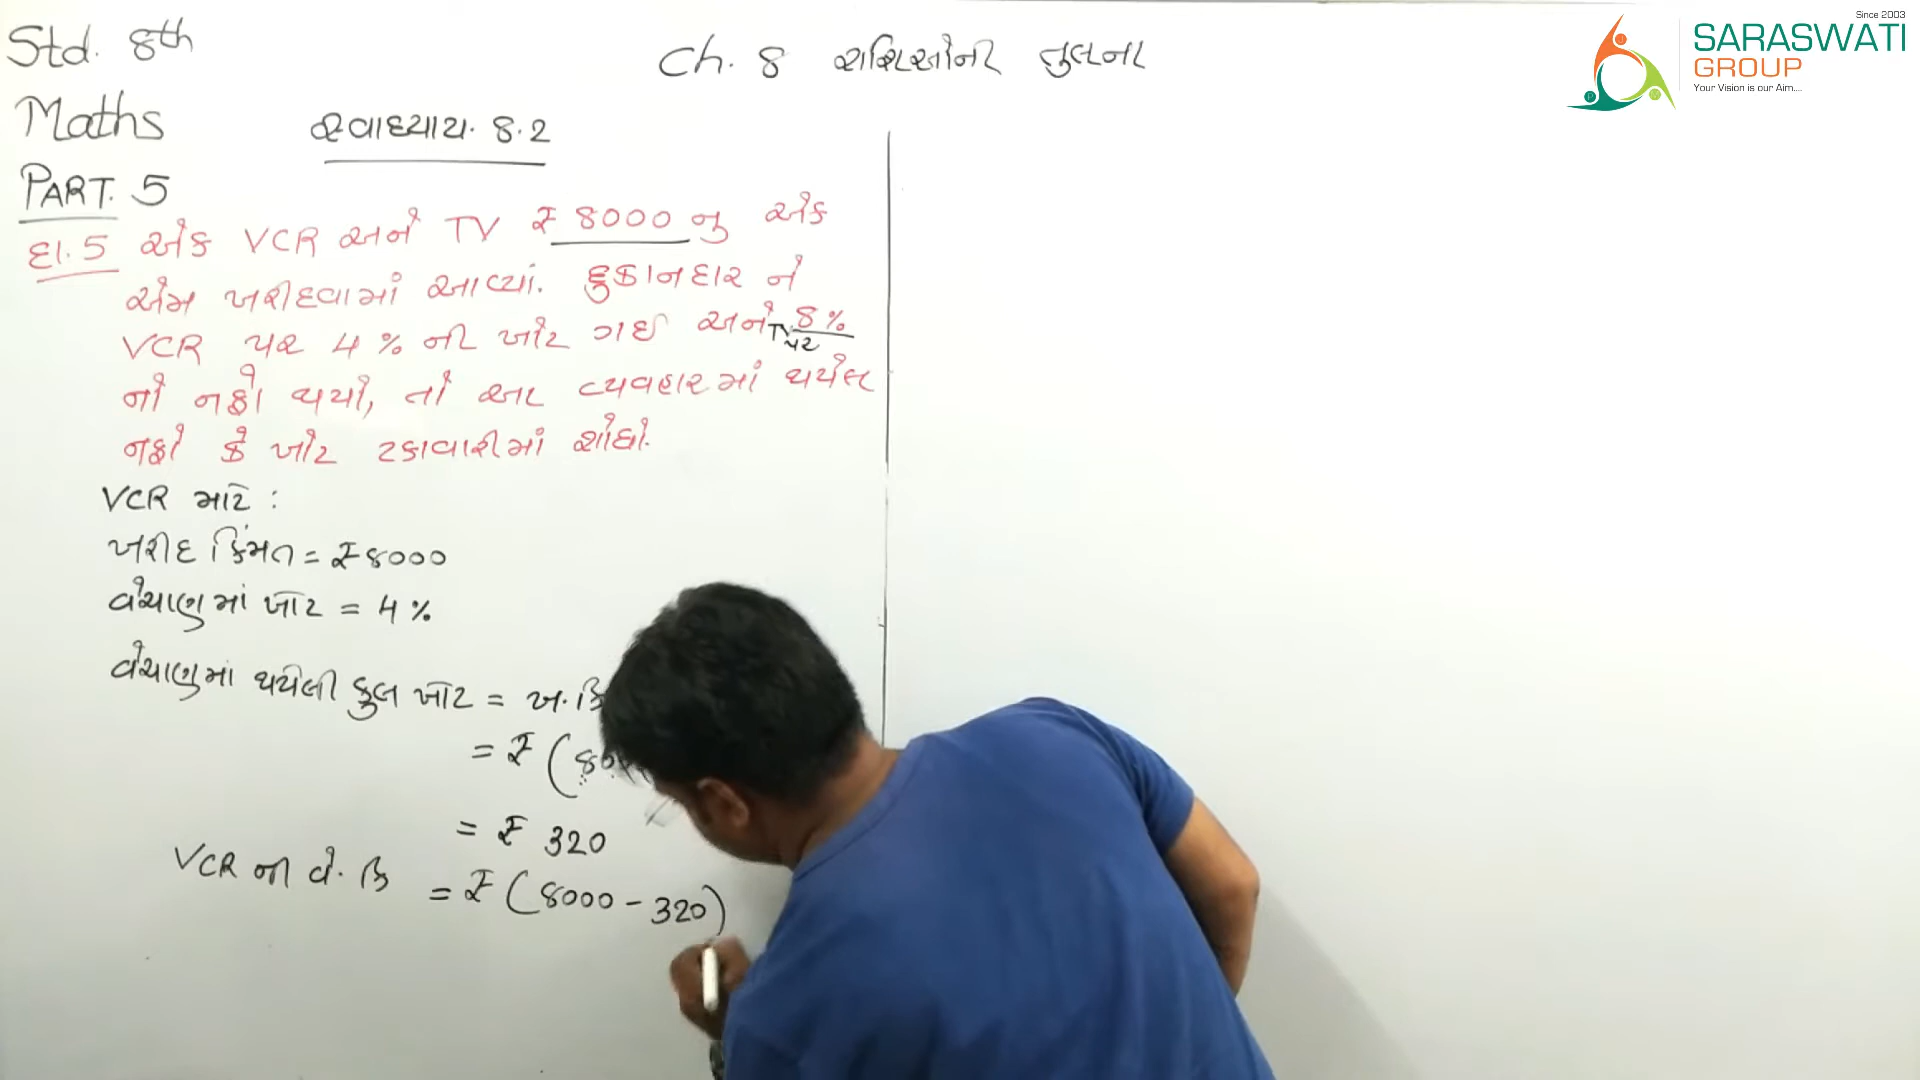 Std. 8th
Ch. 8 રાશિઓની તુલના
Since 2003
SARASWATI
GROUP
Your Vision is our Aim....
Maths
સ્વાધ્યાય. 8.2
PART. 5
દા.5 એક VCR અને TV ₹ 8000 નુ એક
એમ ખરીદવામાં આવ્યાં. દુકાનદાર ને
VCR પર 4 % ની ખોટ ગઈ અને TV પર 8 %
નો નફો થયો, તો આ વ્યવહારમાં થયેલ
નફો કે ખોટ ટકાવારીમાં શોધો.
VCR માટે :
ખરીદ કિંમત = ₹ 8000
વેચાણમાં ખોટ = 4 %
વેચાણમાં થયેલી કુલ ખોટ = ખ. કિ
= ₹ (80
= ₹ 320
VCR ની વે. કિ = ₹ (8000 - 320)